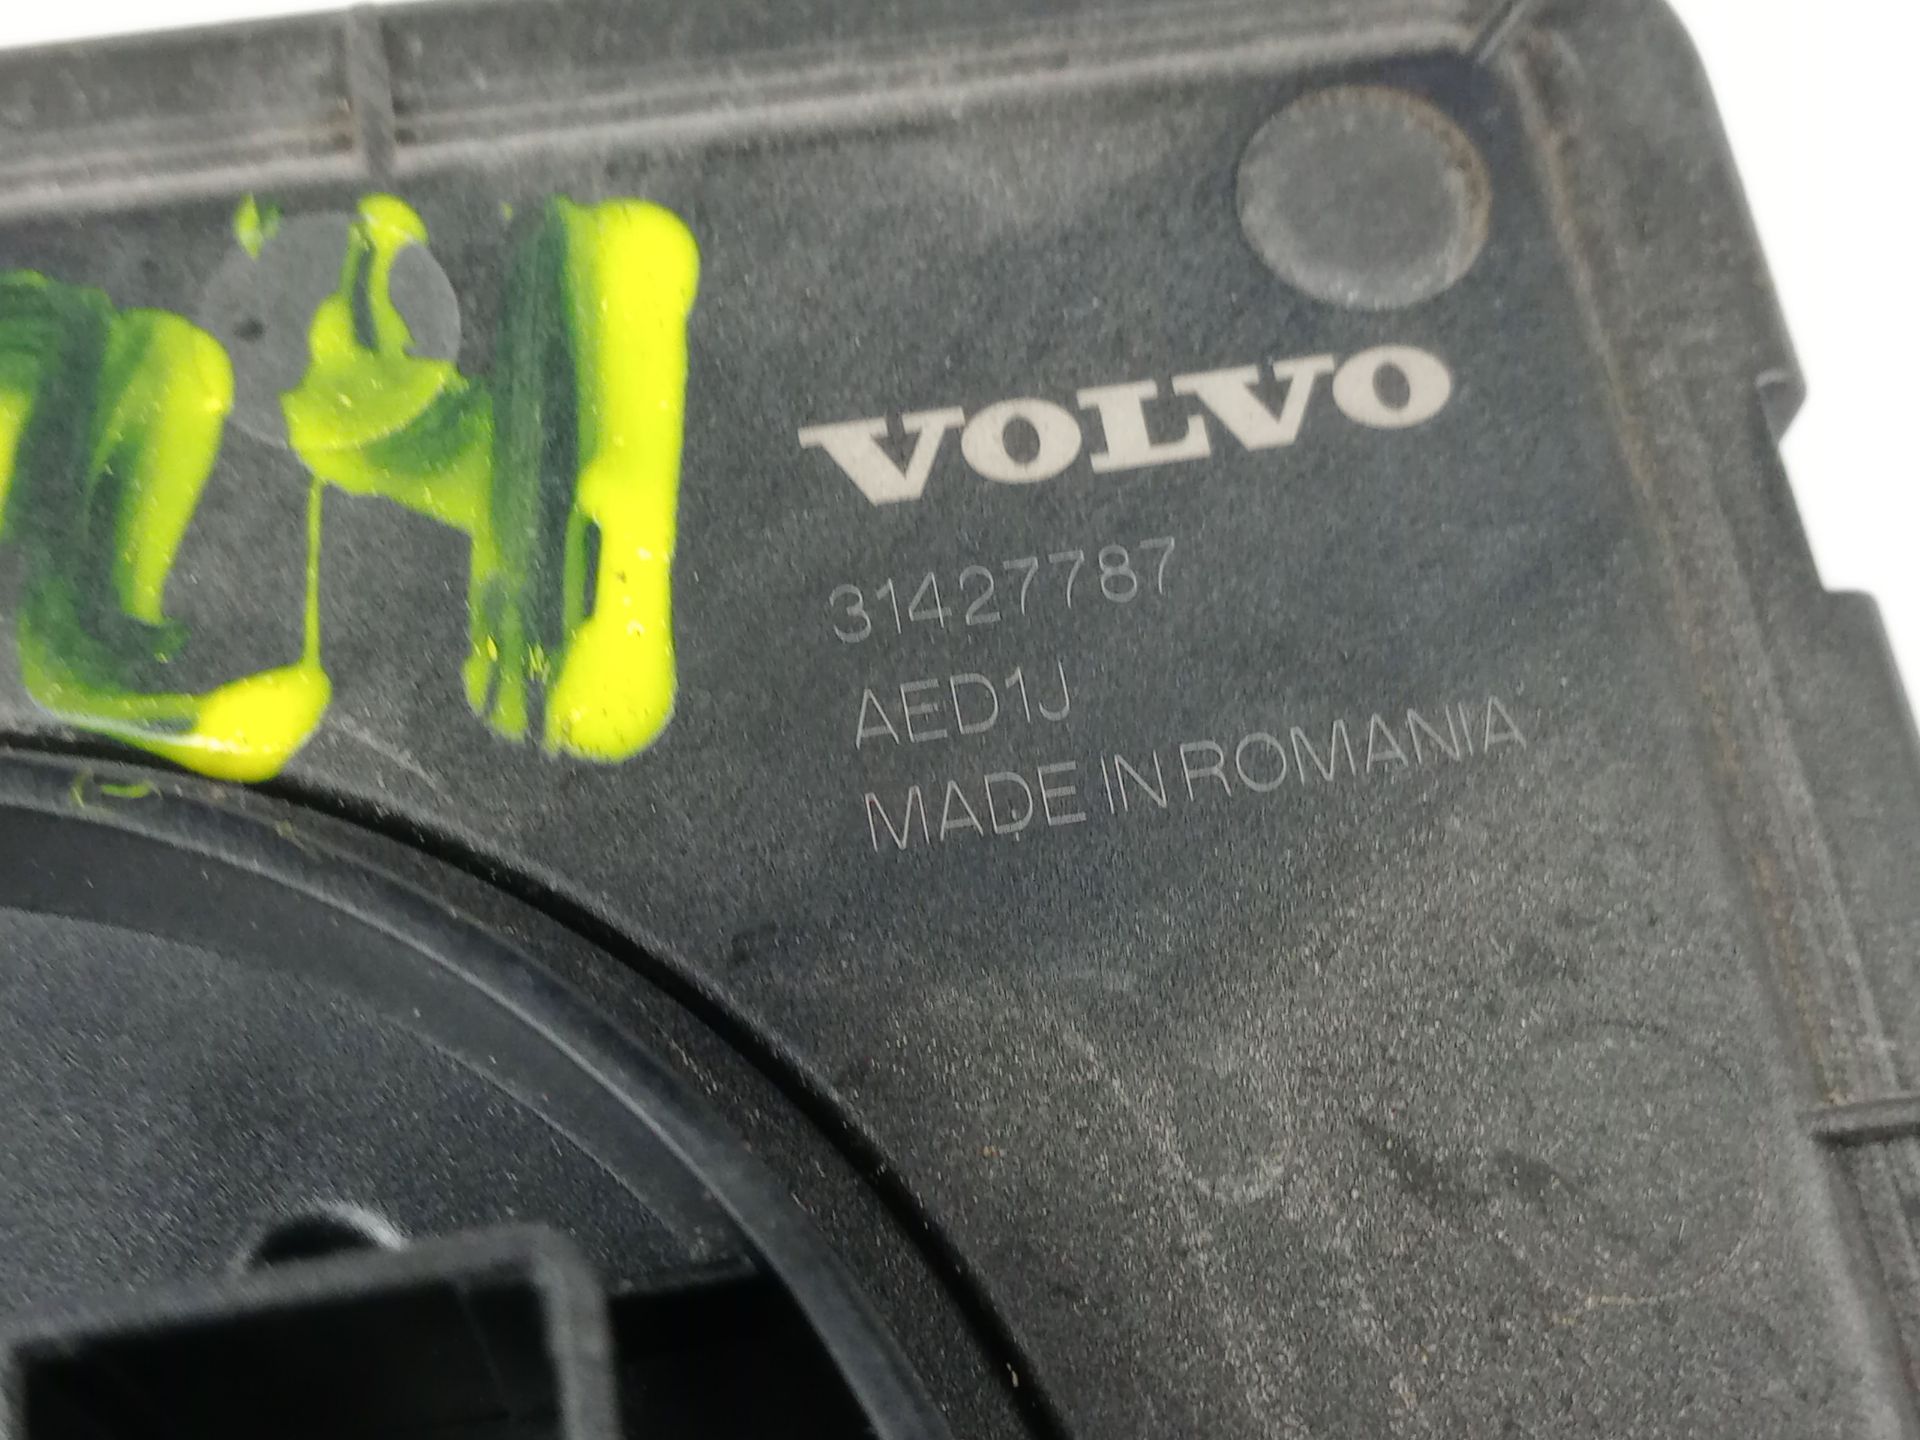 VOLVO
31427787
AED1J
MADE IN ROMANIA